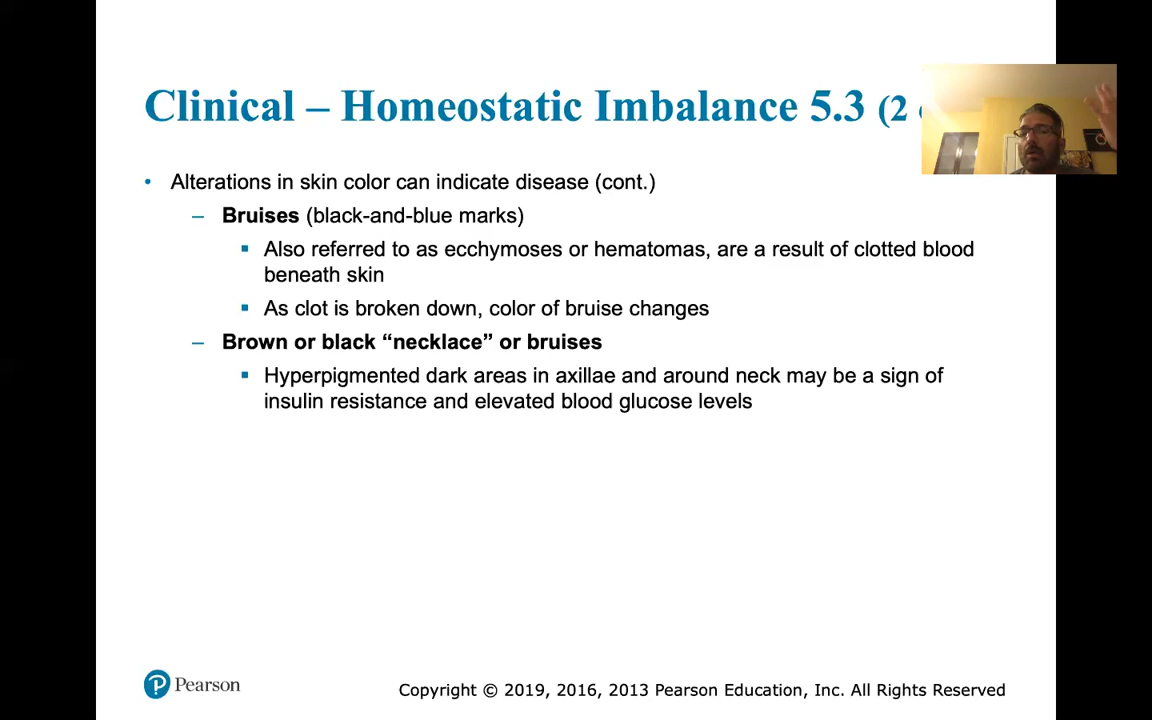 Clinical – Homeostatic Imbalance 5.3 (2
• Alterations in skin color can indicate disease (cont.)
– Bruises (black-and-blue marks)
▪ Also referred to as ecchymoses or hematomas, are a result of clotted blood
beneath skin
▪ As clot is broken down, color of bruise changes
– Brown or black “necklace” or bruises
▪ Hyperpigmented dark areas in axillae and around neck may be a sign of
insulin resistance and elevated blood glucose levels
P Pearson
Copyright © 2019, 2016, 2013 Pearson Education, Inc. All Rights Reserved